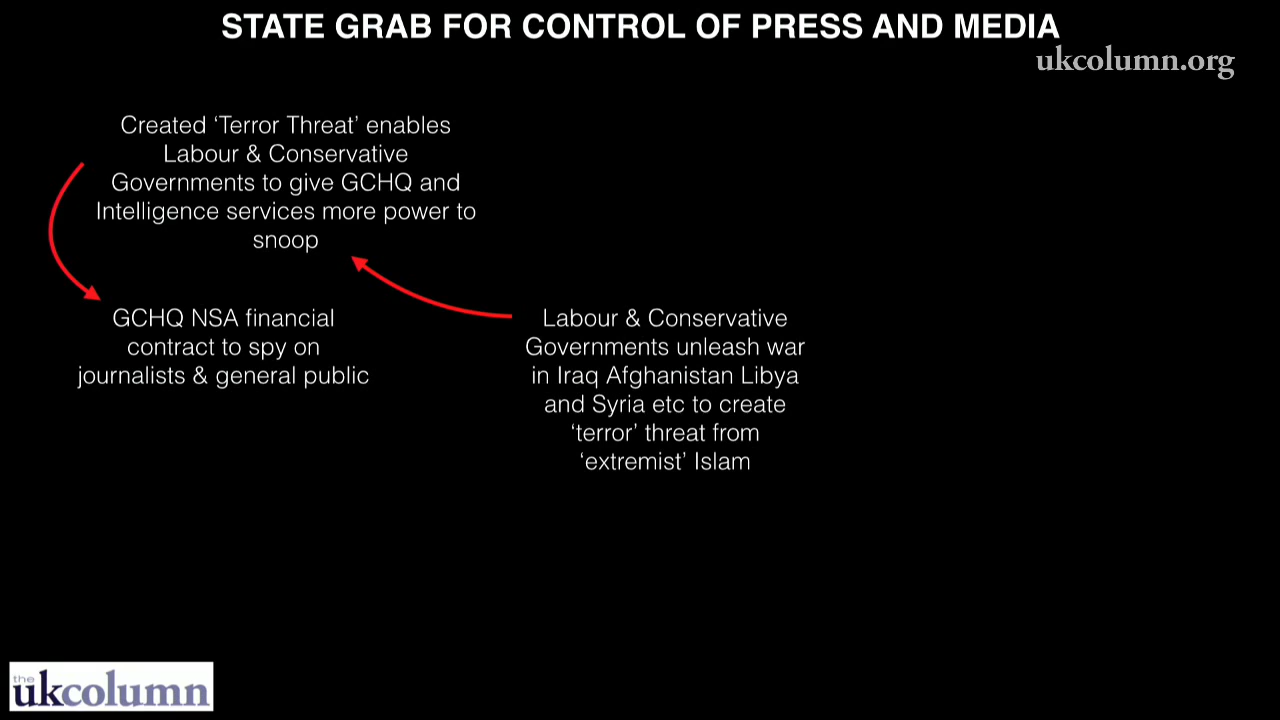 STATE GRAB FOR CONTROL OF PRESS AND MEDIA
ukcolumn.org
Created ‘Terror Threat’ enables
Labour & Conservative
Governments to give GCHQ and
Intelligence services more power to
snoop
GCHQ NSA financial
contract to spy on
journalists & general public
Labour & Conservative
Governments unleash war
in Iraq Afghanistan Libya
and Syria etc to create
‘terror’ threat from
‘extremist’ Islam
the
ukcolumn